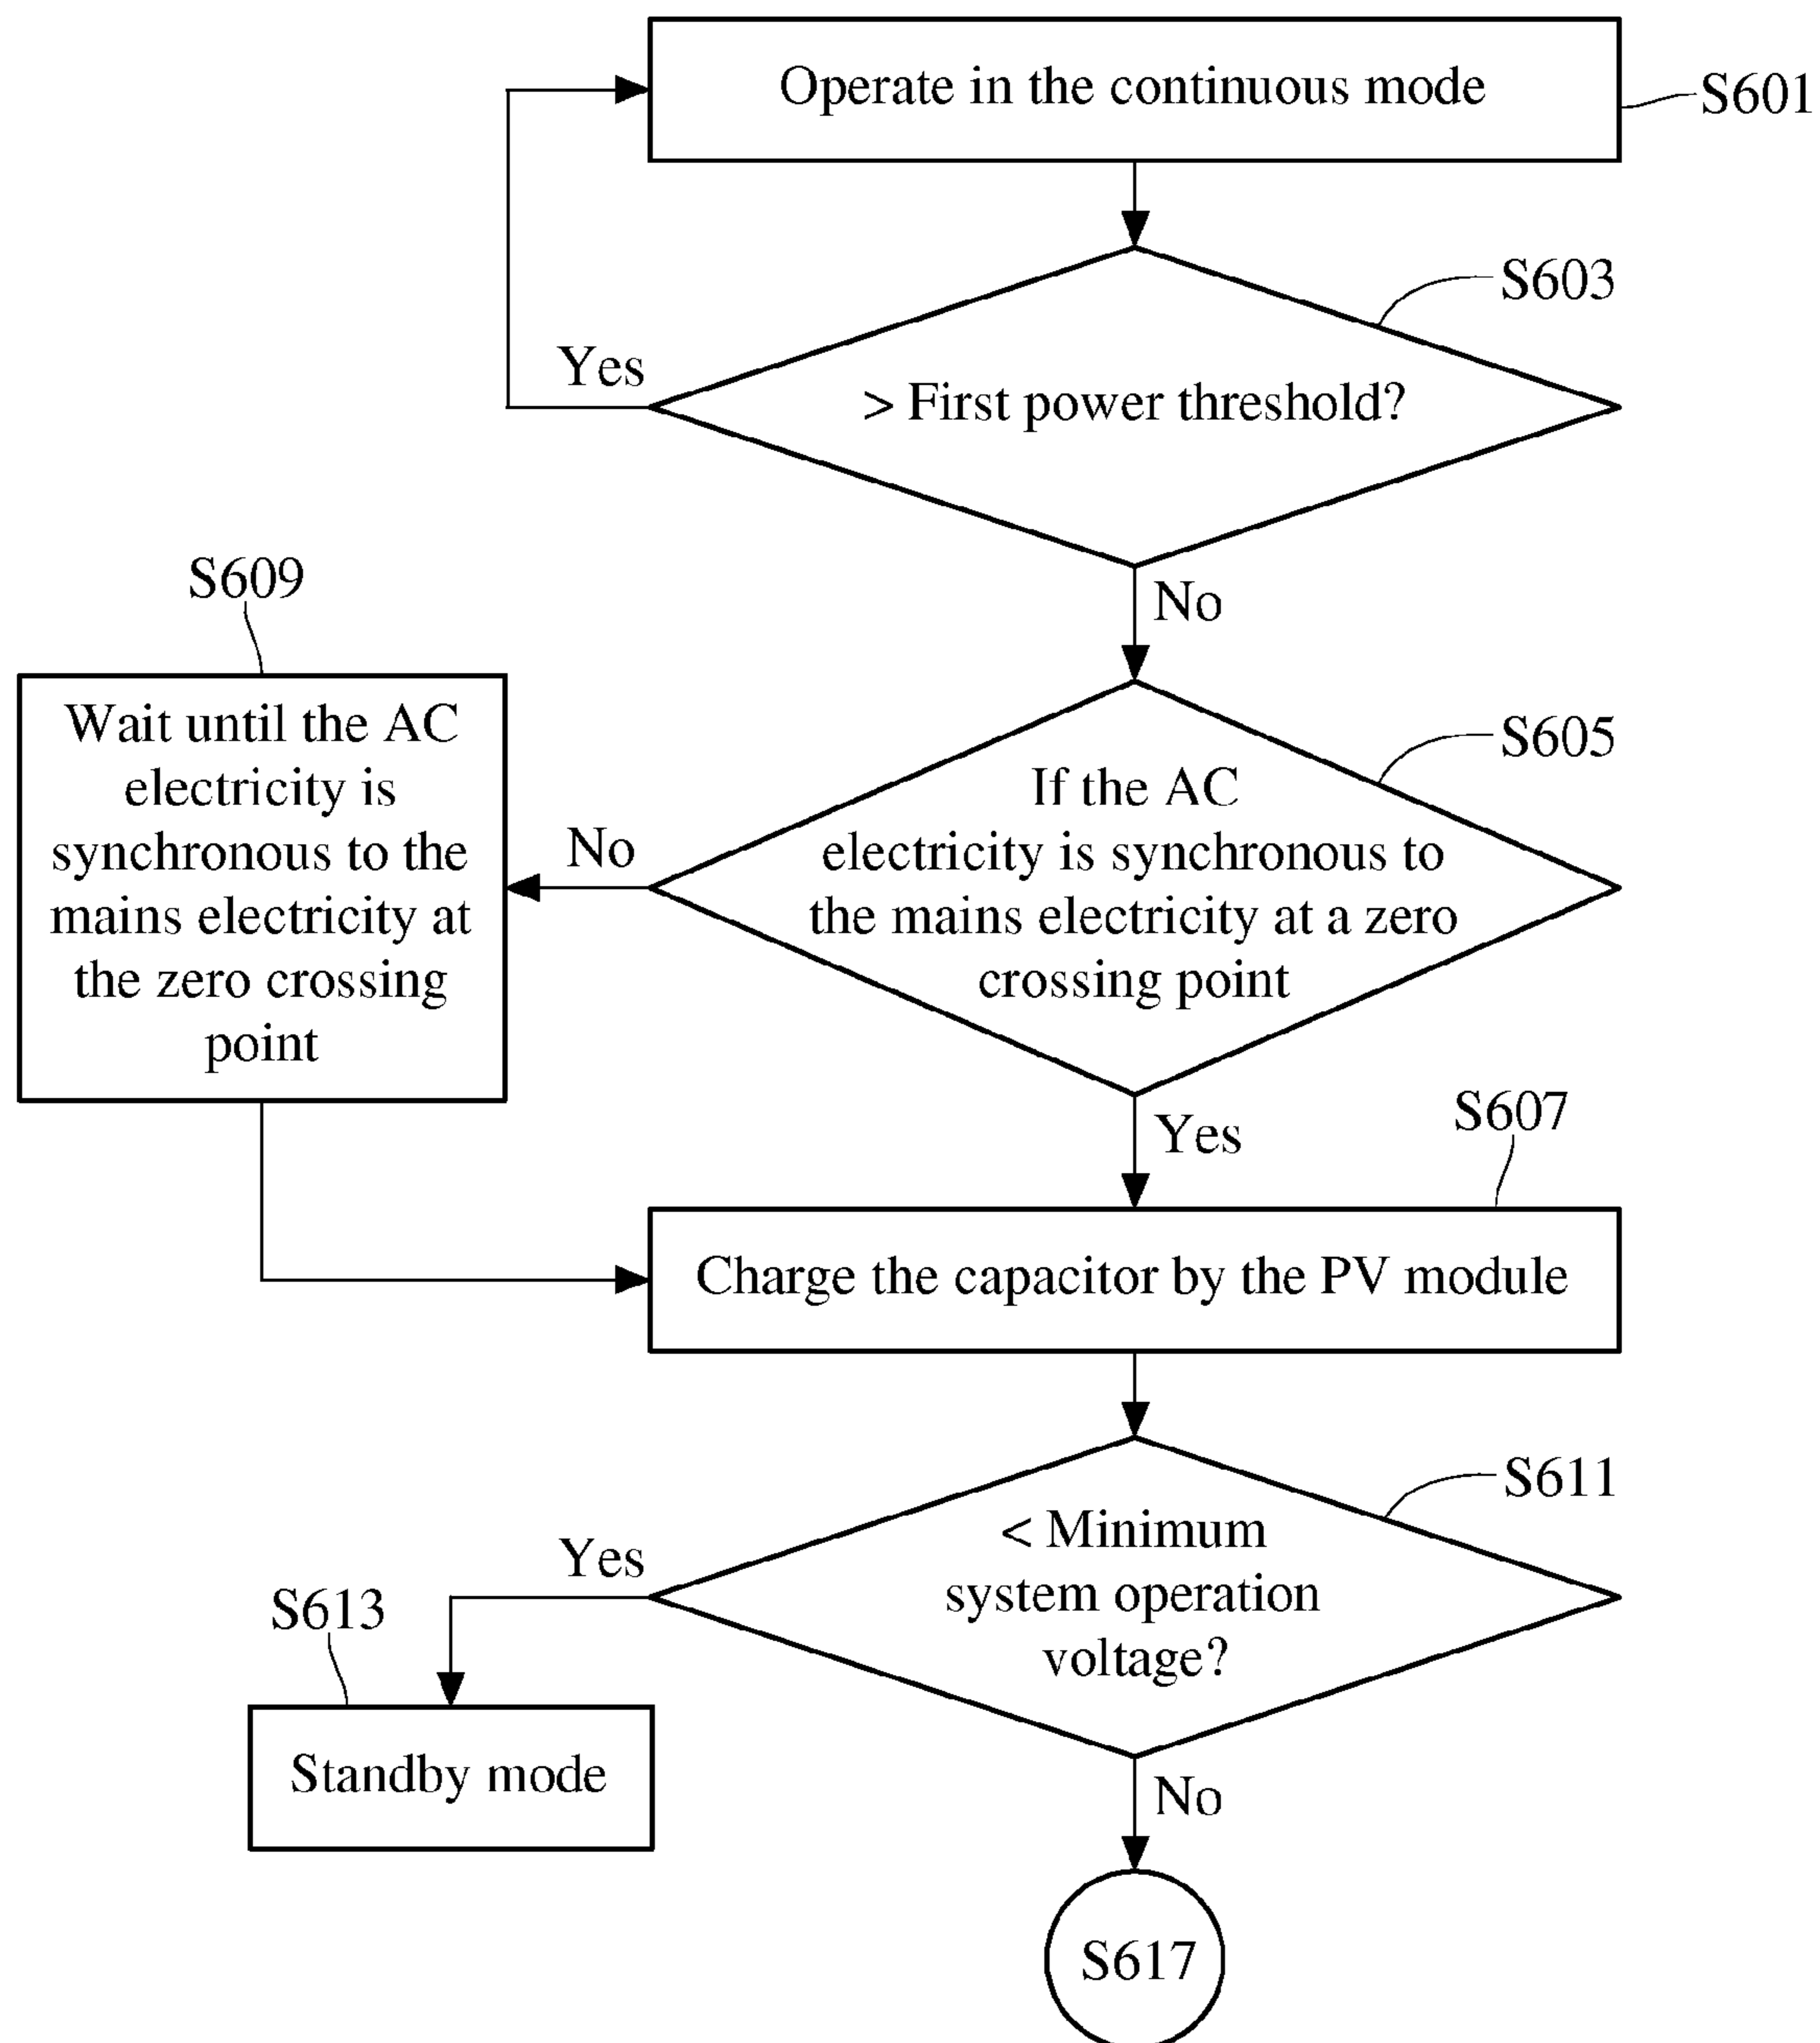 Operate in the continuous mode
S601
S603
> First power threshold?
Yes
No
S609
Wait until the AC
electricity is
synchronous to the
mains electricity at
the zero crossing
point
S605
If the AC
electricity is synchronous to
the mains electricity at a zero
crossing point
No
Yes
S607
Charge the capacitor by the PV module
S611
< Minimum
system operation
voltage?
Yes
S613
Standby mode
No
S617